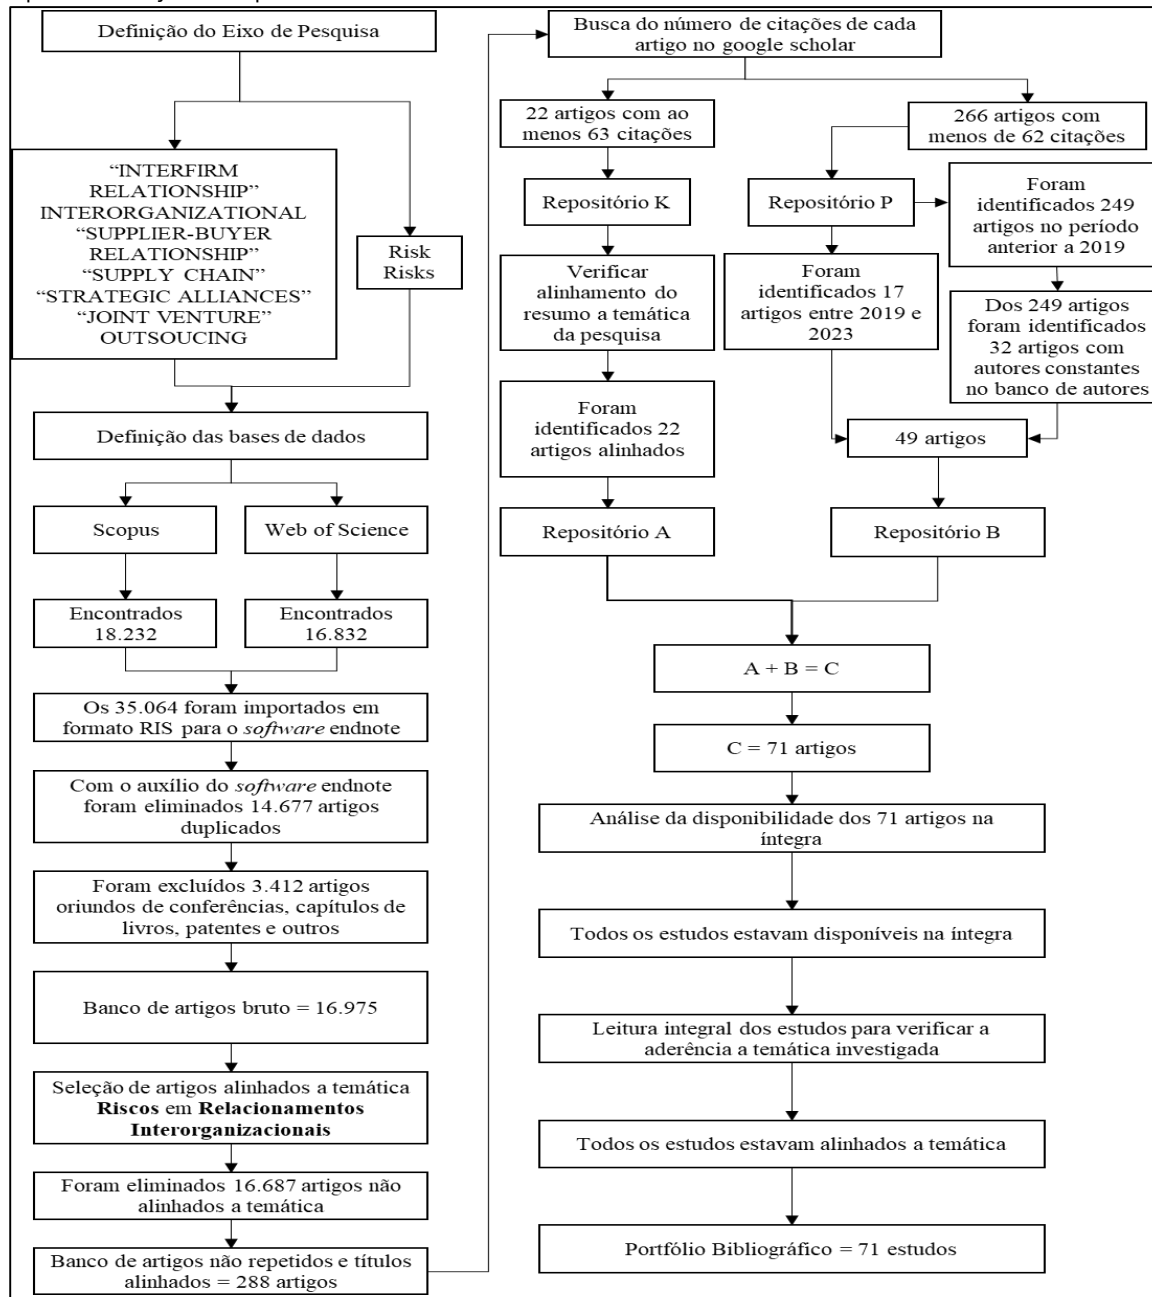 Definição do Eixo de Pesquisa
“INTERFIRM
RELATIONSHIP”
INTERORGANIZATIONAL
“SUPPLIER-BUYER
RELATIONSHIP”
“SUPPLY CHAIN”
“STRATEGIC ALLIANCES”
“JOINT VENTURE”
OUTSOUCING
Risk
Risks
Definição das bases de dados
Scopus
Web of Science
Encontrados
18.232
Encontrados
16.832
Os 35.064 foram importados em
formato RIS para o software endnote
Com o auxílio do software endnote
foram eliminados 14.677 artigos
duplicados
Foram excluídos 3.412 artigos
oriundos de conferências, capítulos de
livros, patentes e outros
Banco de artigos bruto = 16.975
Seleção de artigos alinhados a temática
Riscos em Relacionamentos
Interorganizacionais
Foram eliminados 16.687 artigos não
alinhados a temática
Banco de artigos não repetidos e títulos
alinhados = 288 artigos
Busca do número de citações de cada
artigo no google scholar
22 artigos com ao
menos 63 citações
266 artigos com
menos de 62 citações
Repositório K
Repositório P
Foram
identificados 249
artigos no período
anterior a 2019
Verificar
alinhamento do
resumo a temática
da pesquisa
Foram
identificados 17
artigos entre 2019 e
2023
Dos 249 artigos
foram identificados
32 artigos com
autores constantes
no banco de autores
Foram
identificados 22
artigos alinhados
49 artigos
Repositório A
Repositório B
A + B = C
C = 71 artigos
Análise da disponibilidade dos 71 artigos na
íntegra
Todos os estudos estavam disponíveis na íntegra
Leitura integral dos estudos para verificar a
aderência a temática investigada
Todos os estudos estavam alinhados a temática
Portfólio Bibliográfico = 71 estudos